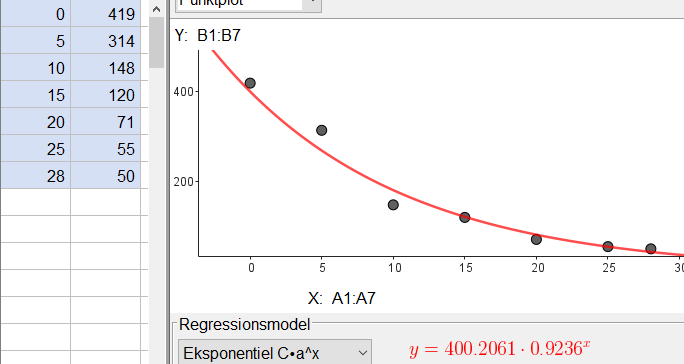 Punktplot
0 419
5 314
10 148
15 120
20 71
25 55
28 50
Y: B1:B7
400
200
0 5 10 15 20 25 30
X: A1:A7
Regressionsmodel
Eksponentiel C•a^x
y = 400.2061 · 0.9236^x